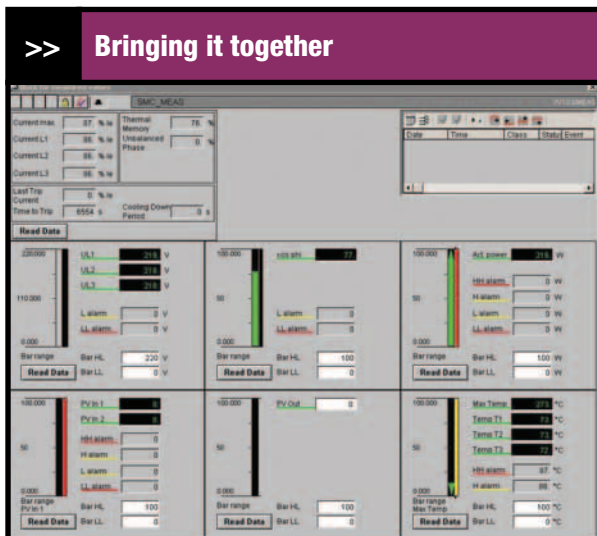 >> Bringing it together
SMC_MEAS
Current max. 87. % Ie
Current L1 86. % Ie
Current L2 86. % Ie
Current L3 86. % Ie
Thermal Memory 76. %
Unbalanced Phase 0. %
Last Trip Current 0. % Ie
Time to Trip 6554 s
Cooling Down Period 0 s
Read Data
Date Time Class Status Event
220.000
110.000
0.000
UL1 218. V
UL2 218. V
UL3 218. V
L alarm 0 V
LL alarm 0 V
Bar range
Read Data
Bar HL 220 V
Bar LL 0 V
100.000
50
0.000
cos phi 77.
L alarm 0
LL alarm 0
Bar range
Read Data
Bar HL 100
Bar LL 0
100.000
50
0.000
Act. power 218. W
HH alarm 0 W
H alarm 0 W
L alarm 0 W
LL alarm 0 W
Bar range
Read Data
Bar HL 100 W
Bar LL 0 W
100.000
50
0.000
PV In 1 0
PV In 2 0
HH alarm 0
H alarm 0
L alarm 0
LL alarm 0
Bar range
PV In 1
Read Data
Bar HL 100
Bar LL 0
100.000
50
0.000
PV Out 0
Bar range
Read Data
Bar HL 100
Bar LL 0
100.000
50
0.000
Max Temp 273 °C
Temp T1 73 °C
Temp T2 73 °C
Temp T3 72 °C
HH alarm 97. °C
H alarm 88. °C
Bar range
Max Temp
Read Data
Bar HL 100 °C
Bar LL 0 °C